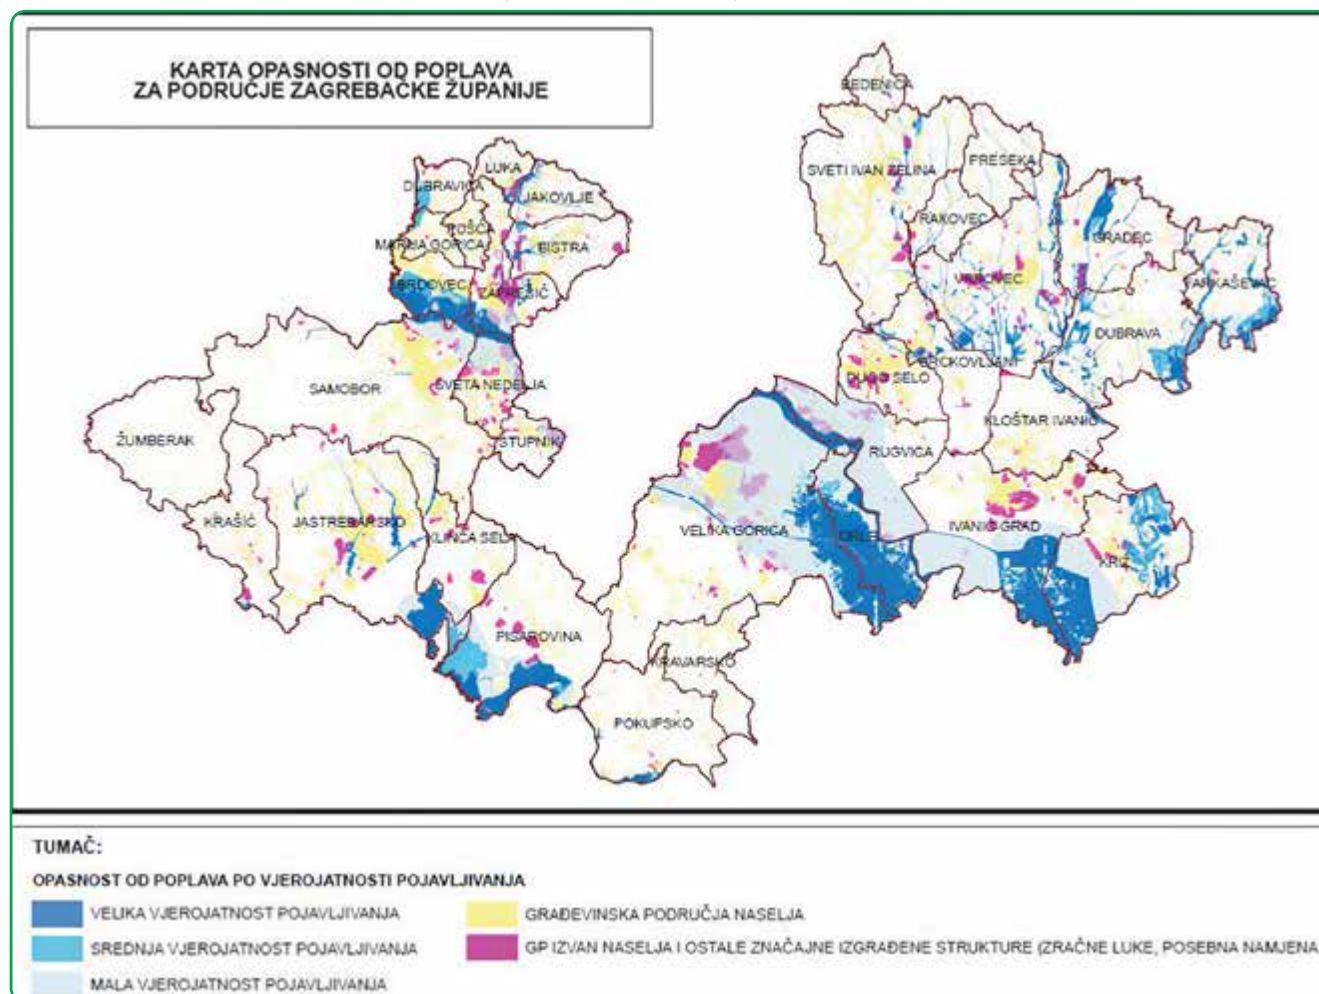 KARTA OPASNOSTI OD POPLAVA
ZA PODRUČJE ZAGREBAČKE ŽUPANIJE
BEDENICA
SVETI IVAN ZELINA
PRESEKA
LUKA
DUBRAVICA
JAKOVLJE
RAKOVEC
PUŠĆA
MARIJA GORICA
BISTRA
GRADEC
VRBOVEC
FARKAŠEVAC
BRDOVEC
ZAPREŠIĆ
DUBRAVA
BRCKOVLJANI
DUGO SELO
SAMOBOR
SVETA NEDELJA
KLOŠTAR IVANIĆ
ŽUMBERAK
STUPNIK
RUGVICA
KRAŠIĆ
JASTREBARSKO
KLINČA SELA
VELIKA GORICA
ORLE
IVANIĆ GRAD
KRIŽ
PISAROVINA
KRAVARSKO
POKUPSKO
TUMAČ:
OPASNOST OD POPLAVA PO VJEROJATNOSTI POJAVLJIVANJA
VELIKA VJEROJATNOST POJAVLJIVANJA
SREDNJA VJEROJATNOST POJAVLJIVANJA
MALA VJEROJATNOST POJAVLJIVANJA
GRAĐEVINSKA PODRUČJA NASELJA
GP IZVAN NASELJA I OSTALE ZNAČAJNE IZGRAĐENE STRUKTURE (ZRAČNE LUKE, POSEBNA NAMJENA